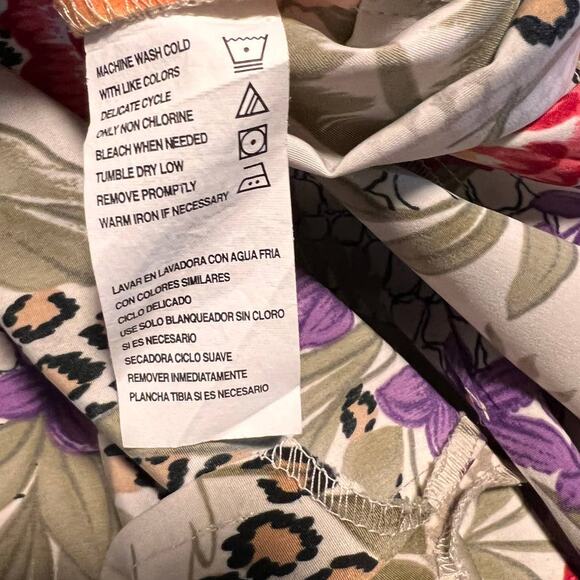 MACHINE WASH COLD
WITH LIKE COLORS
DELICATE CYCLE
ONLY NON CHLORINE
BLEACH WHEN NEEDED
TUMBLE DRY LOW
REMOVE PROMPTLY
WARM IRON IF NECESSARY
LAVAR EN LAVADORA CON AGUA FRIA
CON COLORES SIMILARES
CICLO DELICADO
USE SOLO BLANQUEADOR SIN CLORO
SI ES NECESARIO
SECADORA CICLO SUAVE
REMOVER INMEDIATAMENTE
PLANCHA TIBIA SI ES NECESARIO